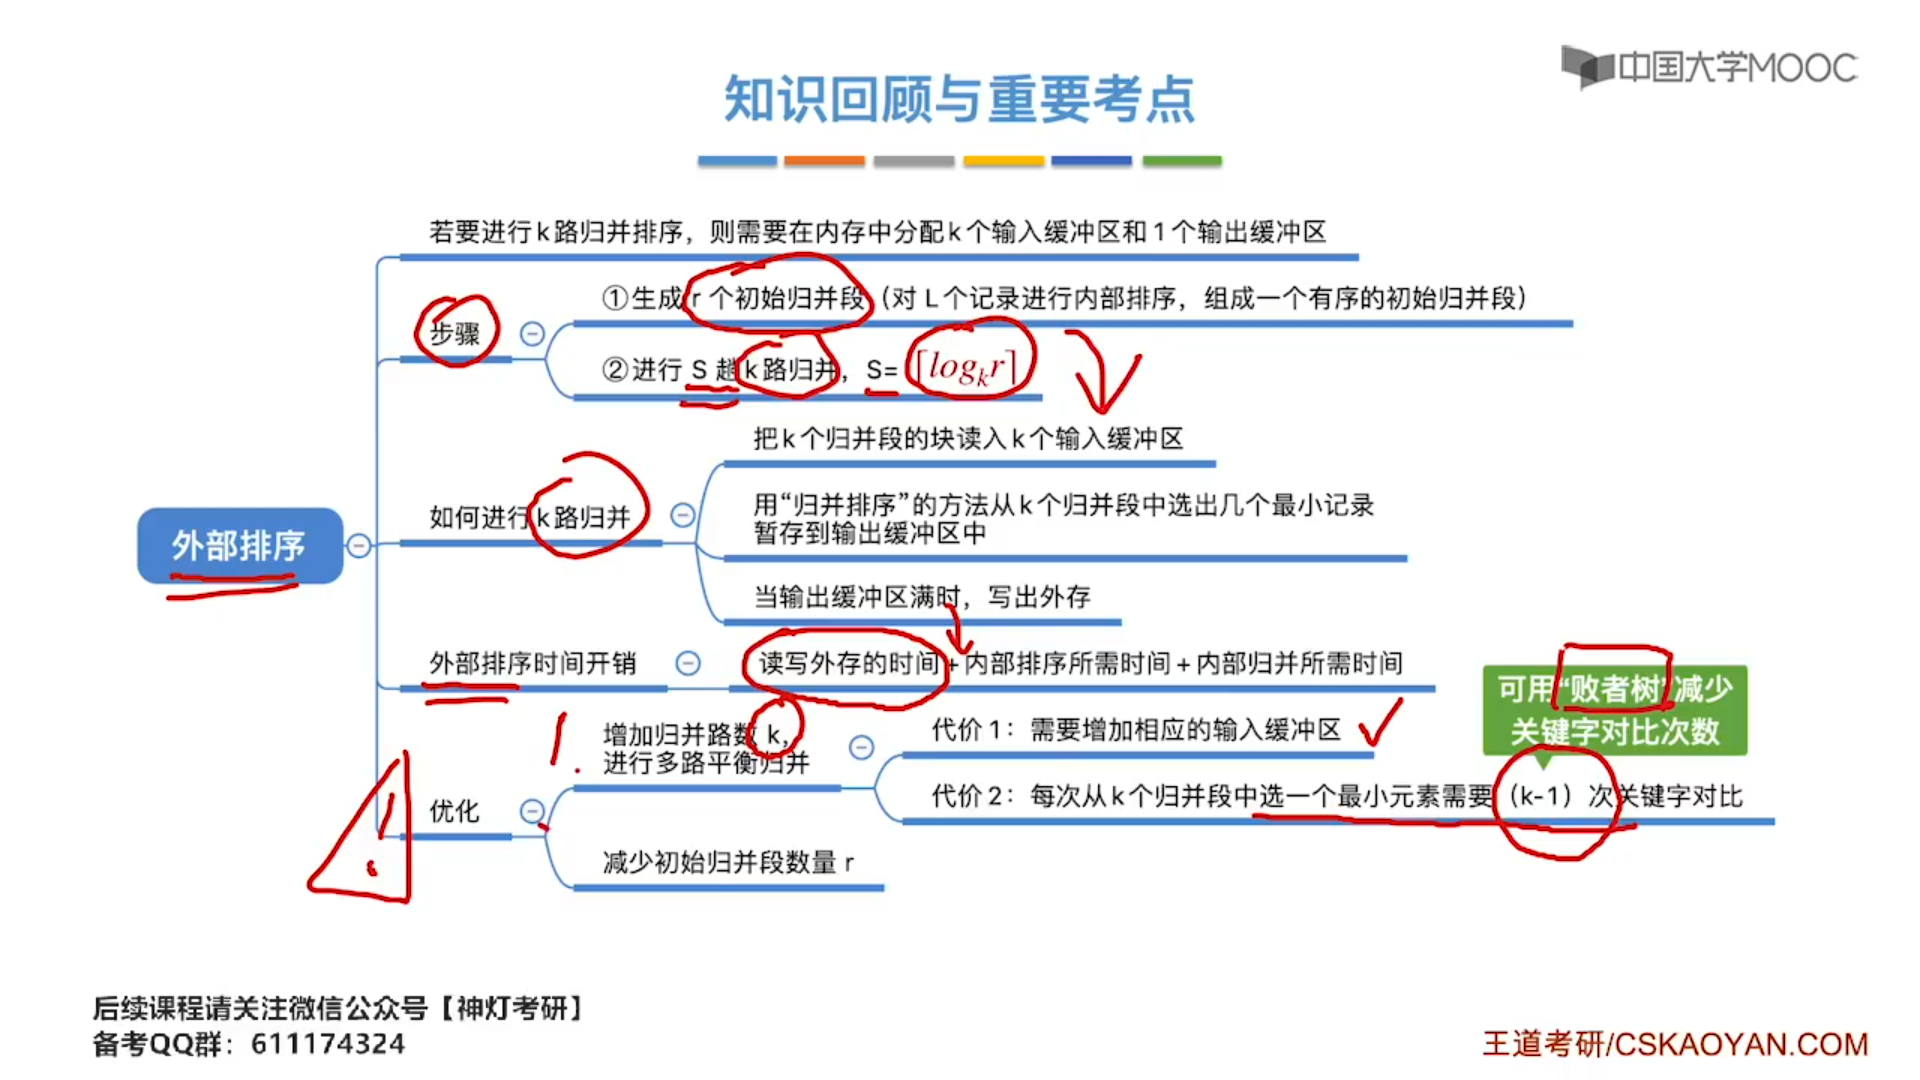 中国大学MOOC
知识回顾与重要考点
若要进行k路归并排序，则需要在内存中分配k个输入缓冲区和1个输出缓冲区
步骤
①生成 r 个初始归并段（对 L个记录进行内部排序，组成一个有序的初始归并段）
②进行 S 趟k路归并，S= ⌈logₖr⌉
如何进行k路归并
把k个归并段的块读入k个输入缓冲区
用“归并排序”的方法从k个归并段中选出几个最小记录
暂存到输出缓冲区中
当输出缓冲区满时，写出外存
外部排序
外部排序时间开销
读写外存的时间+内部排序所需时间+内部归并所需时间
可用“败者树”减少
关键字对比次数
优化
增加归并路数 k，
进行多路平衡归并
代价 1：需要增加相应的输入缓冲区
代价 2：每次从k个归并段中选一个最小元素需要（k-1）次关键字对比
减少初始归并段数量 r
1.
!
后续课程请关注微信公众号【神灯考研】
备考QQ群：611174324
王道考研/CSKAOYAN.COM